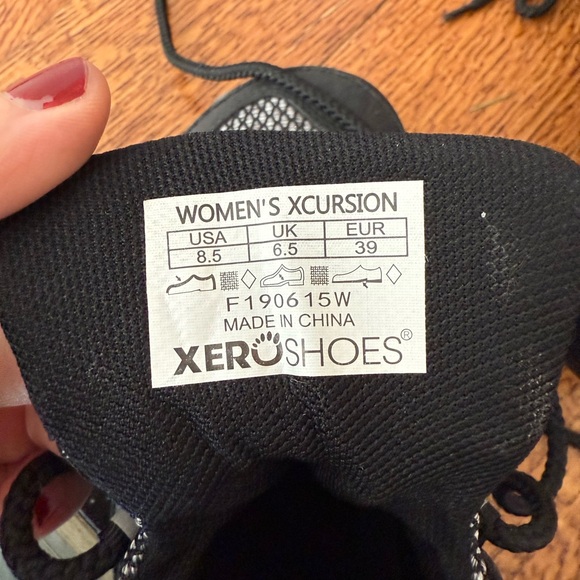 WOMEN'S XCURSION
USA UK EUR
8.5 6.5 39
F190615W
MADE IN CHINA
XEROSHOES®